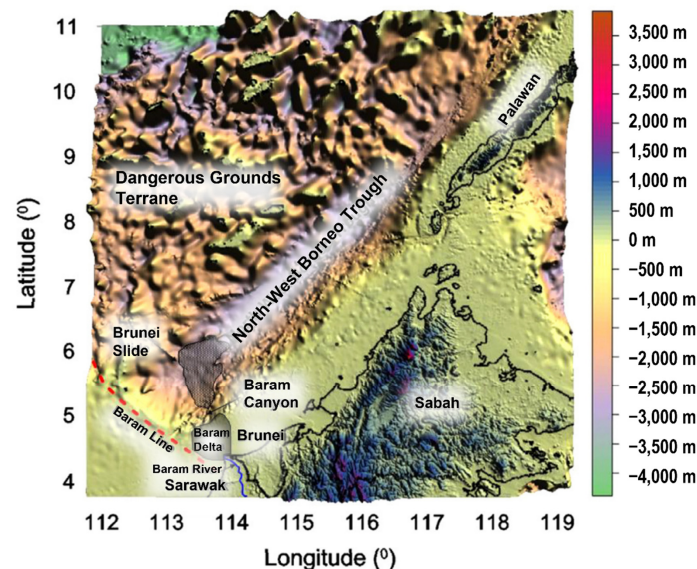 11
10
9
8
7
6
5
4
Latitude (⁰)
112
113
114
115
116
117
118
119
Longitude (⁰)
Palawan
Dangerous Grounds
Terrane
North-West Borneo Trough
Brunei
Slide
Baram
Canyon
Sabah
Baram Line
Baram
Delta
Brunei
Baram River
Sarawak
3,500 m
3,000 m
2,500 m
2,000 m
1,500 m
1,000 m
500 m
0 m
−500 m
−1,000 m
−1,500 m
−2,000 m
−2,500 m
−3,000 m
−3,500 m
−4,000 m